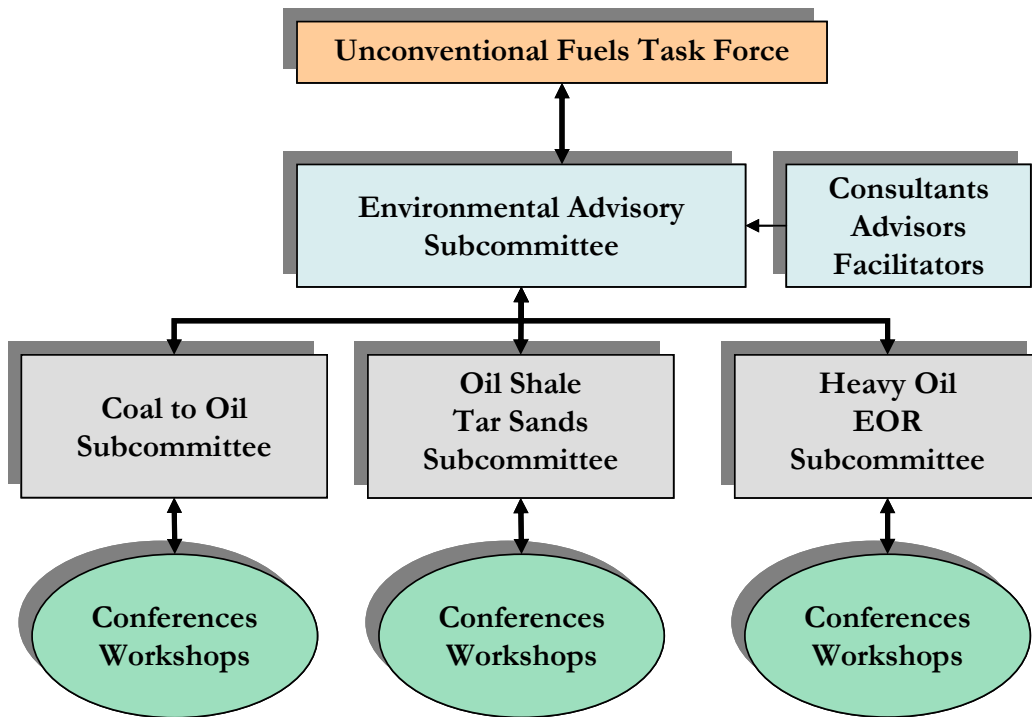 Unconventional Fuels Task Force
Environmental Advisory
Subcommittee
Consultants
Advisors
Facilitators
Coal to Oil
Subcommittee
Oil Shale
Tar Sands
Subcommittee
Heavy Oil
EOR
Subcommittee
Conferences
Workshops
Conferences
Workshops
Conferences
Workshops